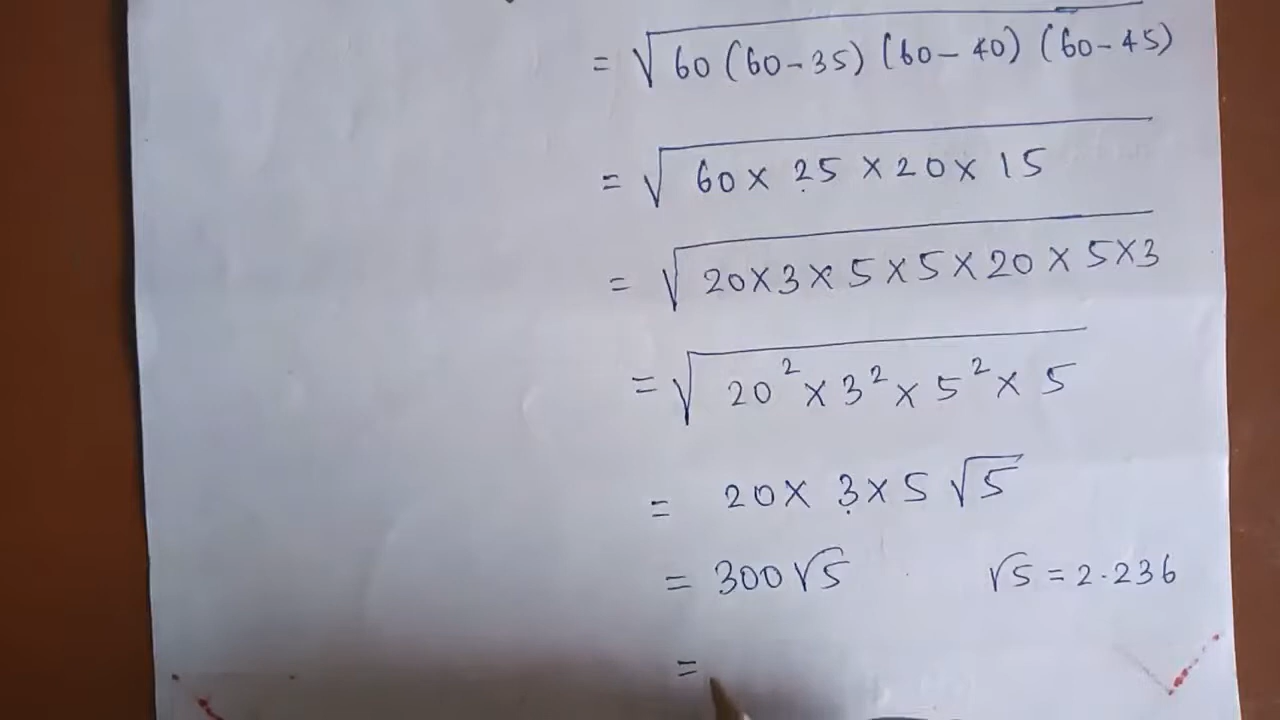 = √60 (60-35) (60-40) (60-45)
= √60 × 25 × 20 × 15
= √20×3×5×5×20×5×3
= √20² × 3² × 5² × 5
= 20× 3×5 √5
= 300√5 √5 = 2.236
=